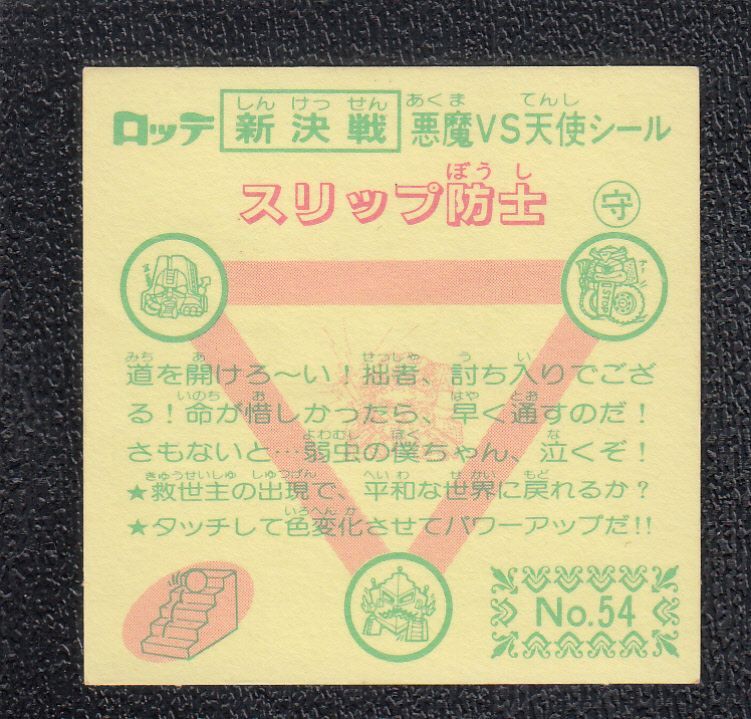 ロッテ 新決戦 悪魔VS天使シール
しんけっせん あくま てんし
スリップ防士 守
ぼうし
道を開けろ～い！拙者、討ち入りでござ
みち あ せっしゃ う い
る！命が惜しかったら、早く通すのだ！
いのち お はや とお
さもないと…弱虫の僕ちゃん、泣くぞ！
よわむし ぼく な
★救世主の出現で、平和な世界に戻れるか？
きゅうせいしゅ しゅつげん へいわ せかい もど
★タッチして色変化させてパワーアップだ!!
いろへんか
No.54